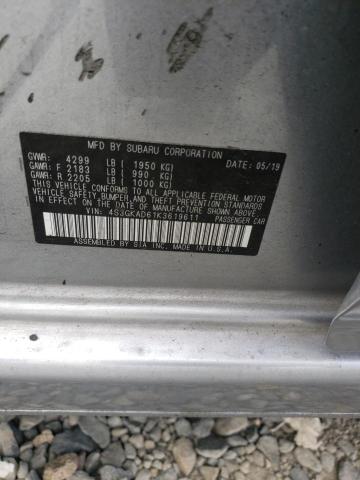 MFD BY SUBARU CORPORATION DATE: 05/19
GVWR: 4299 LB ( 1950 KG)
GAWR: F 2183 LB ( 990 KG)
GAWR: R 2205 LB ( 1000 KG)
THIS VEHICLE CONFORMS TO ALL APPLICABLE FEDERAL MOTOR
VEHICLE SAFETY, BUMPER, AND THEFT PREVENTION STANDARDS
IN EFFECT ON THE DATE OF MANUFACTURE SHOWN ABOVE.
VIN: 4S3GKAD61K3619611 PASSENGER CAR
ASSEMBLED BY SIA INC. MADE IN U.S.A.